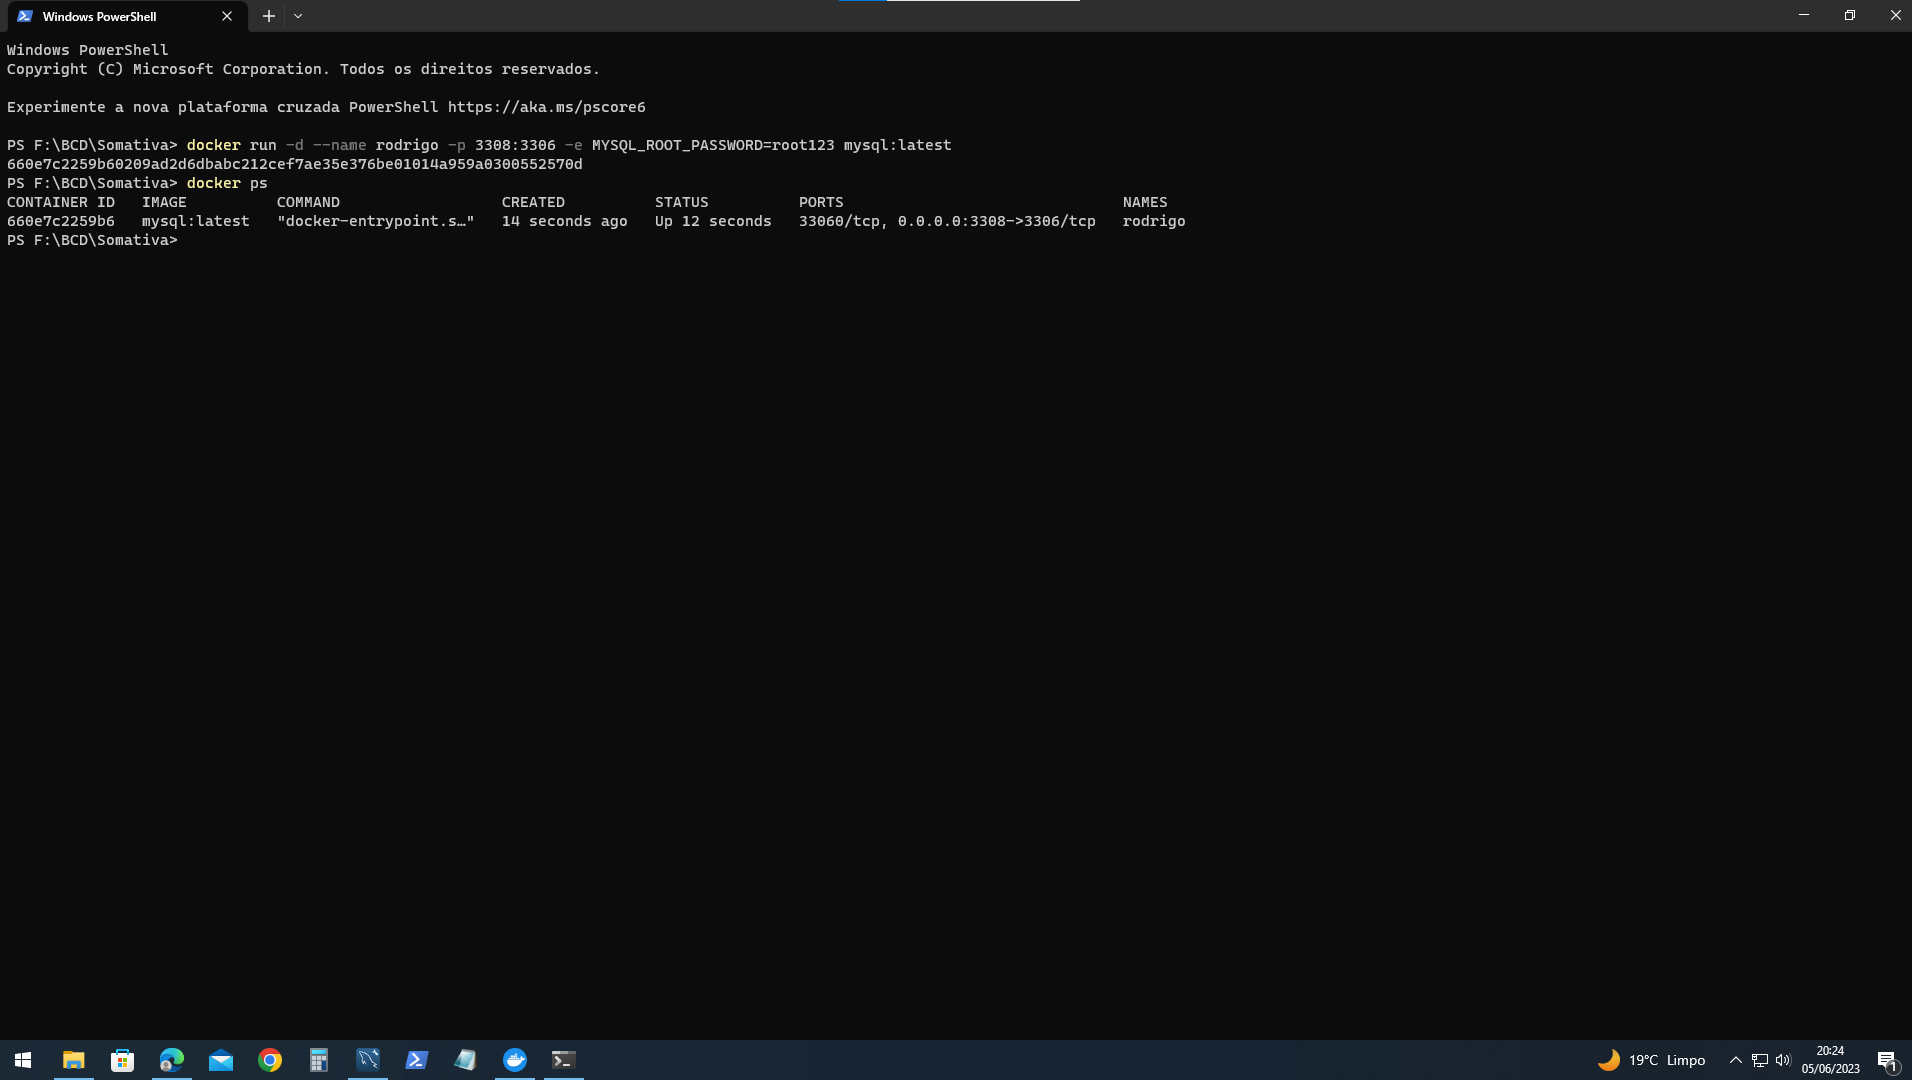 Windows PowerShell
Windows PowerShell
Copyright (C) Microsoft Corporation. Todos os direitos reservados.
Experimente a nova plataforma cruzada PowerShell https://aka.ms/pscore6
PS F:\BCD\Somativa> docker run -d --name rodrigo -p 3308:3306 -e MYSQL_ROOT_PASSWORD=root123 mysql:latest
660e7c2259b60209ad2d6dbabc212cef7ae35e376be01014a959a0300552570d
PS F:\BCD\Somativa> docker ps
CONTAINER ID   IMAGE          COMMAND                  CREATED          STATUS          PORTS                               NAMES
660e7c2259b6   mysql:latest   "docker-entrypoint.s…"   14 seconds ago   Up 12 seconds   33060/tcp, 0.0.0.0:3308->3306/tcp   rodrigo
PS F:\BCD\Somativa>
19°C Limpo
20:24
05/06/2023
1